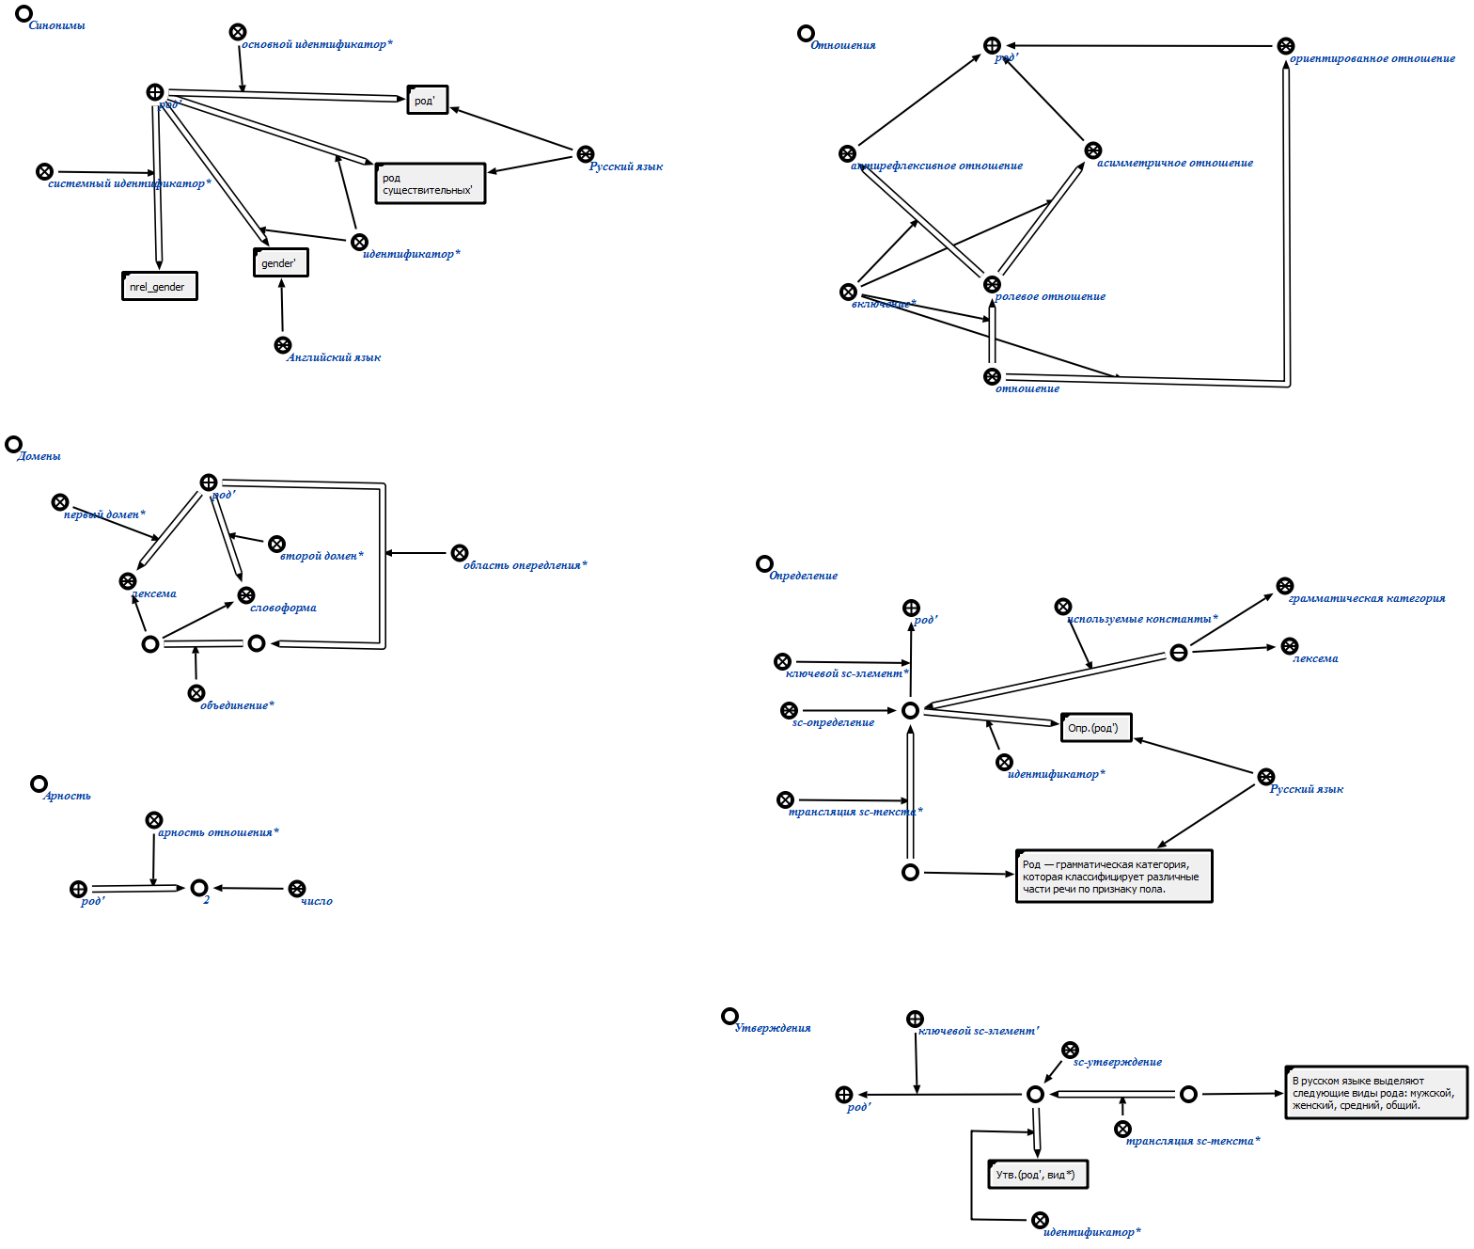 Синонимы
основной идентификатор*
род'
род'
Русский язык
системный идентификатор*
род
существительных'
идентификатор*
gender'
nrel_gender
Английский язык
Отношения
род'
ориентированное отношение
антирефлексивное отношение
асимметричное отношение
включение*
ролевое отношение
отношение
Домены
род'
первый домен*
второй домен*
область опередления*
лексема
словоформа
объединение*
Арность
арность отношения*
род'
2
число
Определение
род'
используемые константы*
грамматическая категория
лексема
ключевой sc-элемент*
sc-определение
Опр.(род')
идентификатор*
Русский язык
трансляция sc-текста*
Род — грамматическая категория,
которая классифицирует различные
части речи по признаку пола.
Утверждения
ключевой sc-элемент'
sc-утверждение
род'
В русском языке выделяют
следующие виды рода: мужской,
женский, средний, общий.
трансляция sc-текста*
Утв.(род', вид*)
идентификатор*